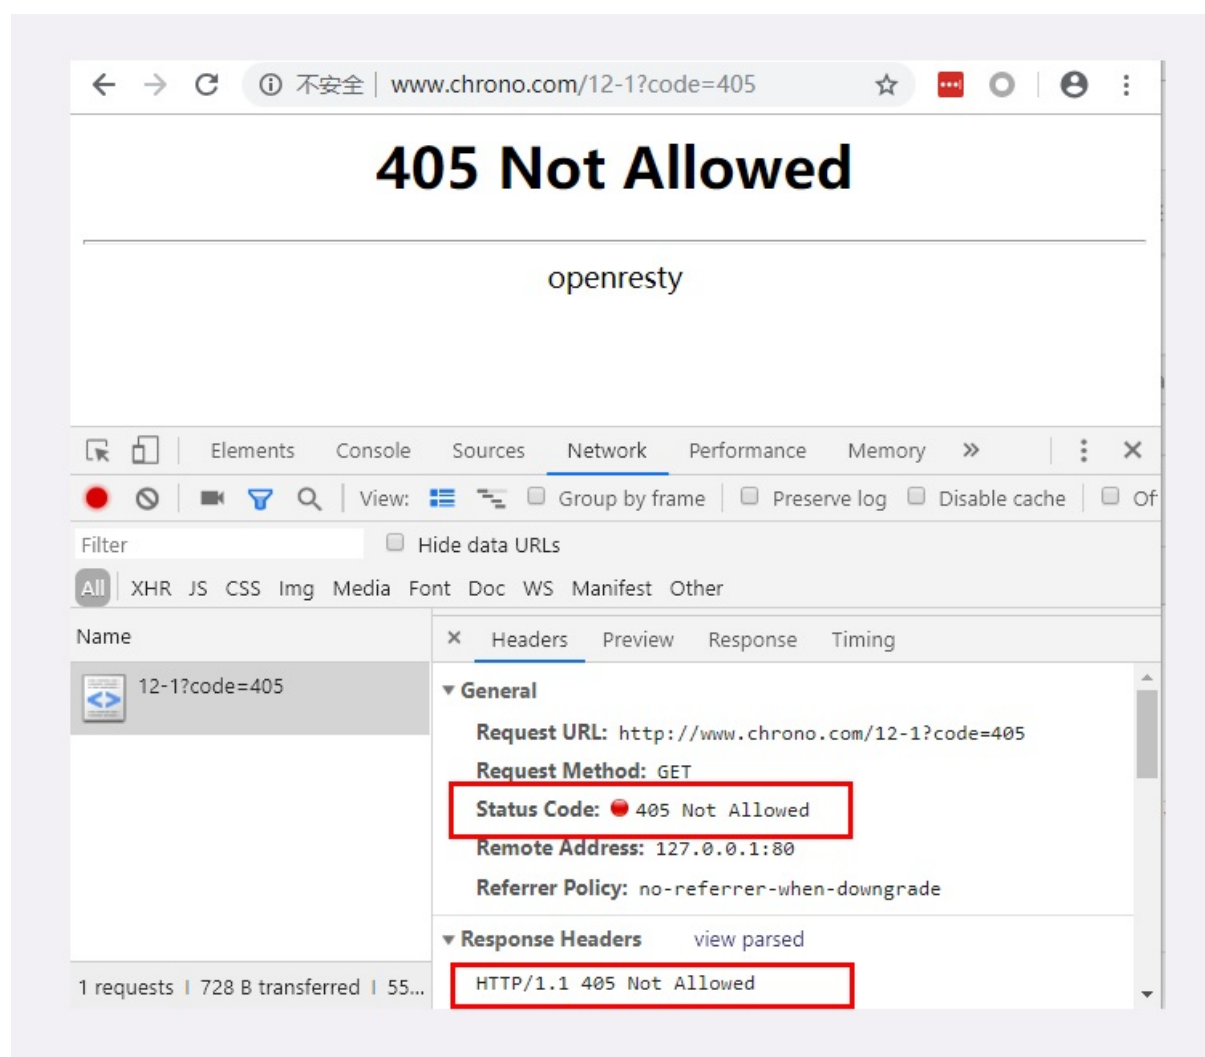 不安全 | www.chrono.com/12-1?code=405
405 Not Allowed
openresty
Elements Console Sources Network Performance Memory »
View: Group by frame Preserve log Disable cache Of
Filter Hide data URLs
All XHR JS CSS Img Media Font Doc WS Manifest Other
Name
× Headers Preview Response Timing
12-1?code=405
▼ General
Request URL: http://www.chrono.com/12-1?code=405
Request Method: GET
Status Code: 405 Not Allowed
Remote Address: 127.0.0.1:80
Referrer Policy: no-referrer-when-downgrade
▼ Response Headers view parsed
HTTP/1.1 405 Not Allowed
1 requests | 728 B transferred | 55...